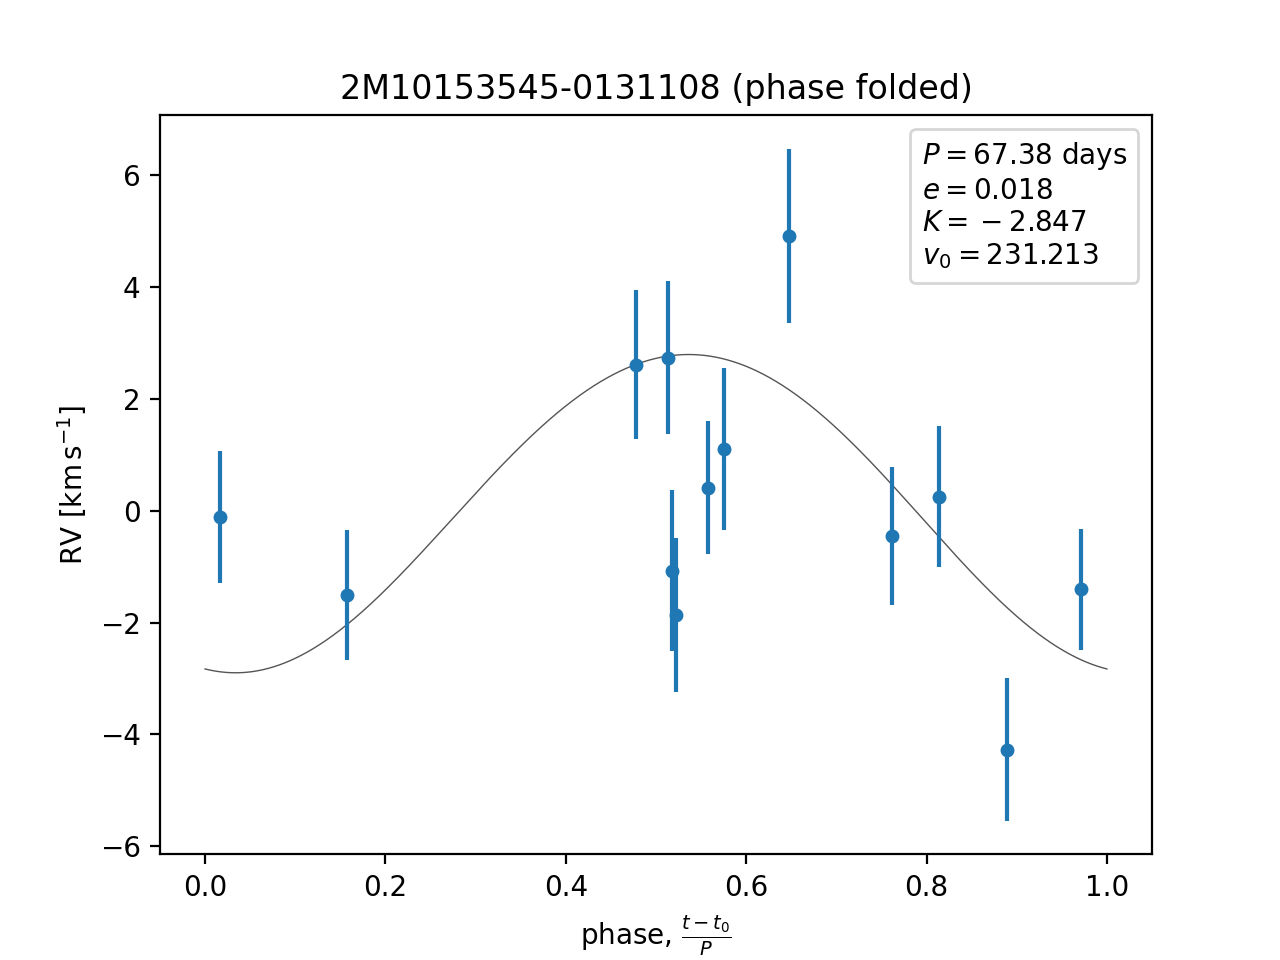 2M10153545-0131108 (phase folded)
P = 67.38 days
e = 0.018
K = −2.847
v₀ = 231.213
RV [km s⁻¹]
6
4
2
0
−2
−4
−6
0.0 0.2 0.4 0.6 0.8 1.0
phase, (t − t₀)/P